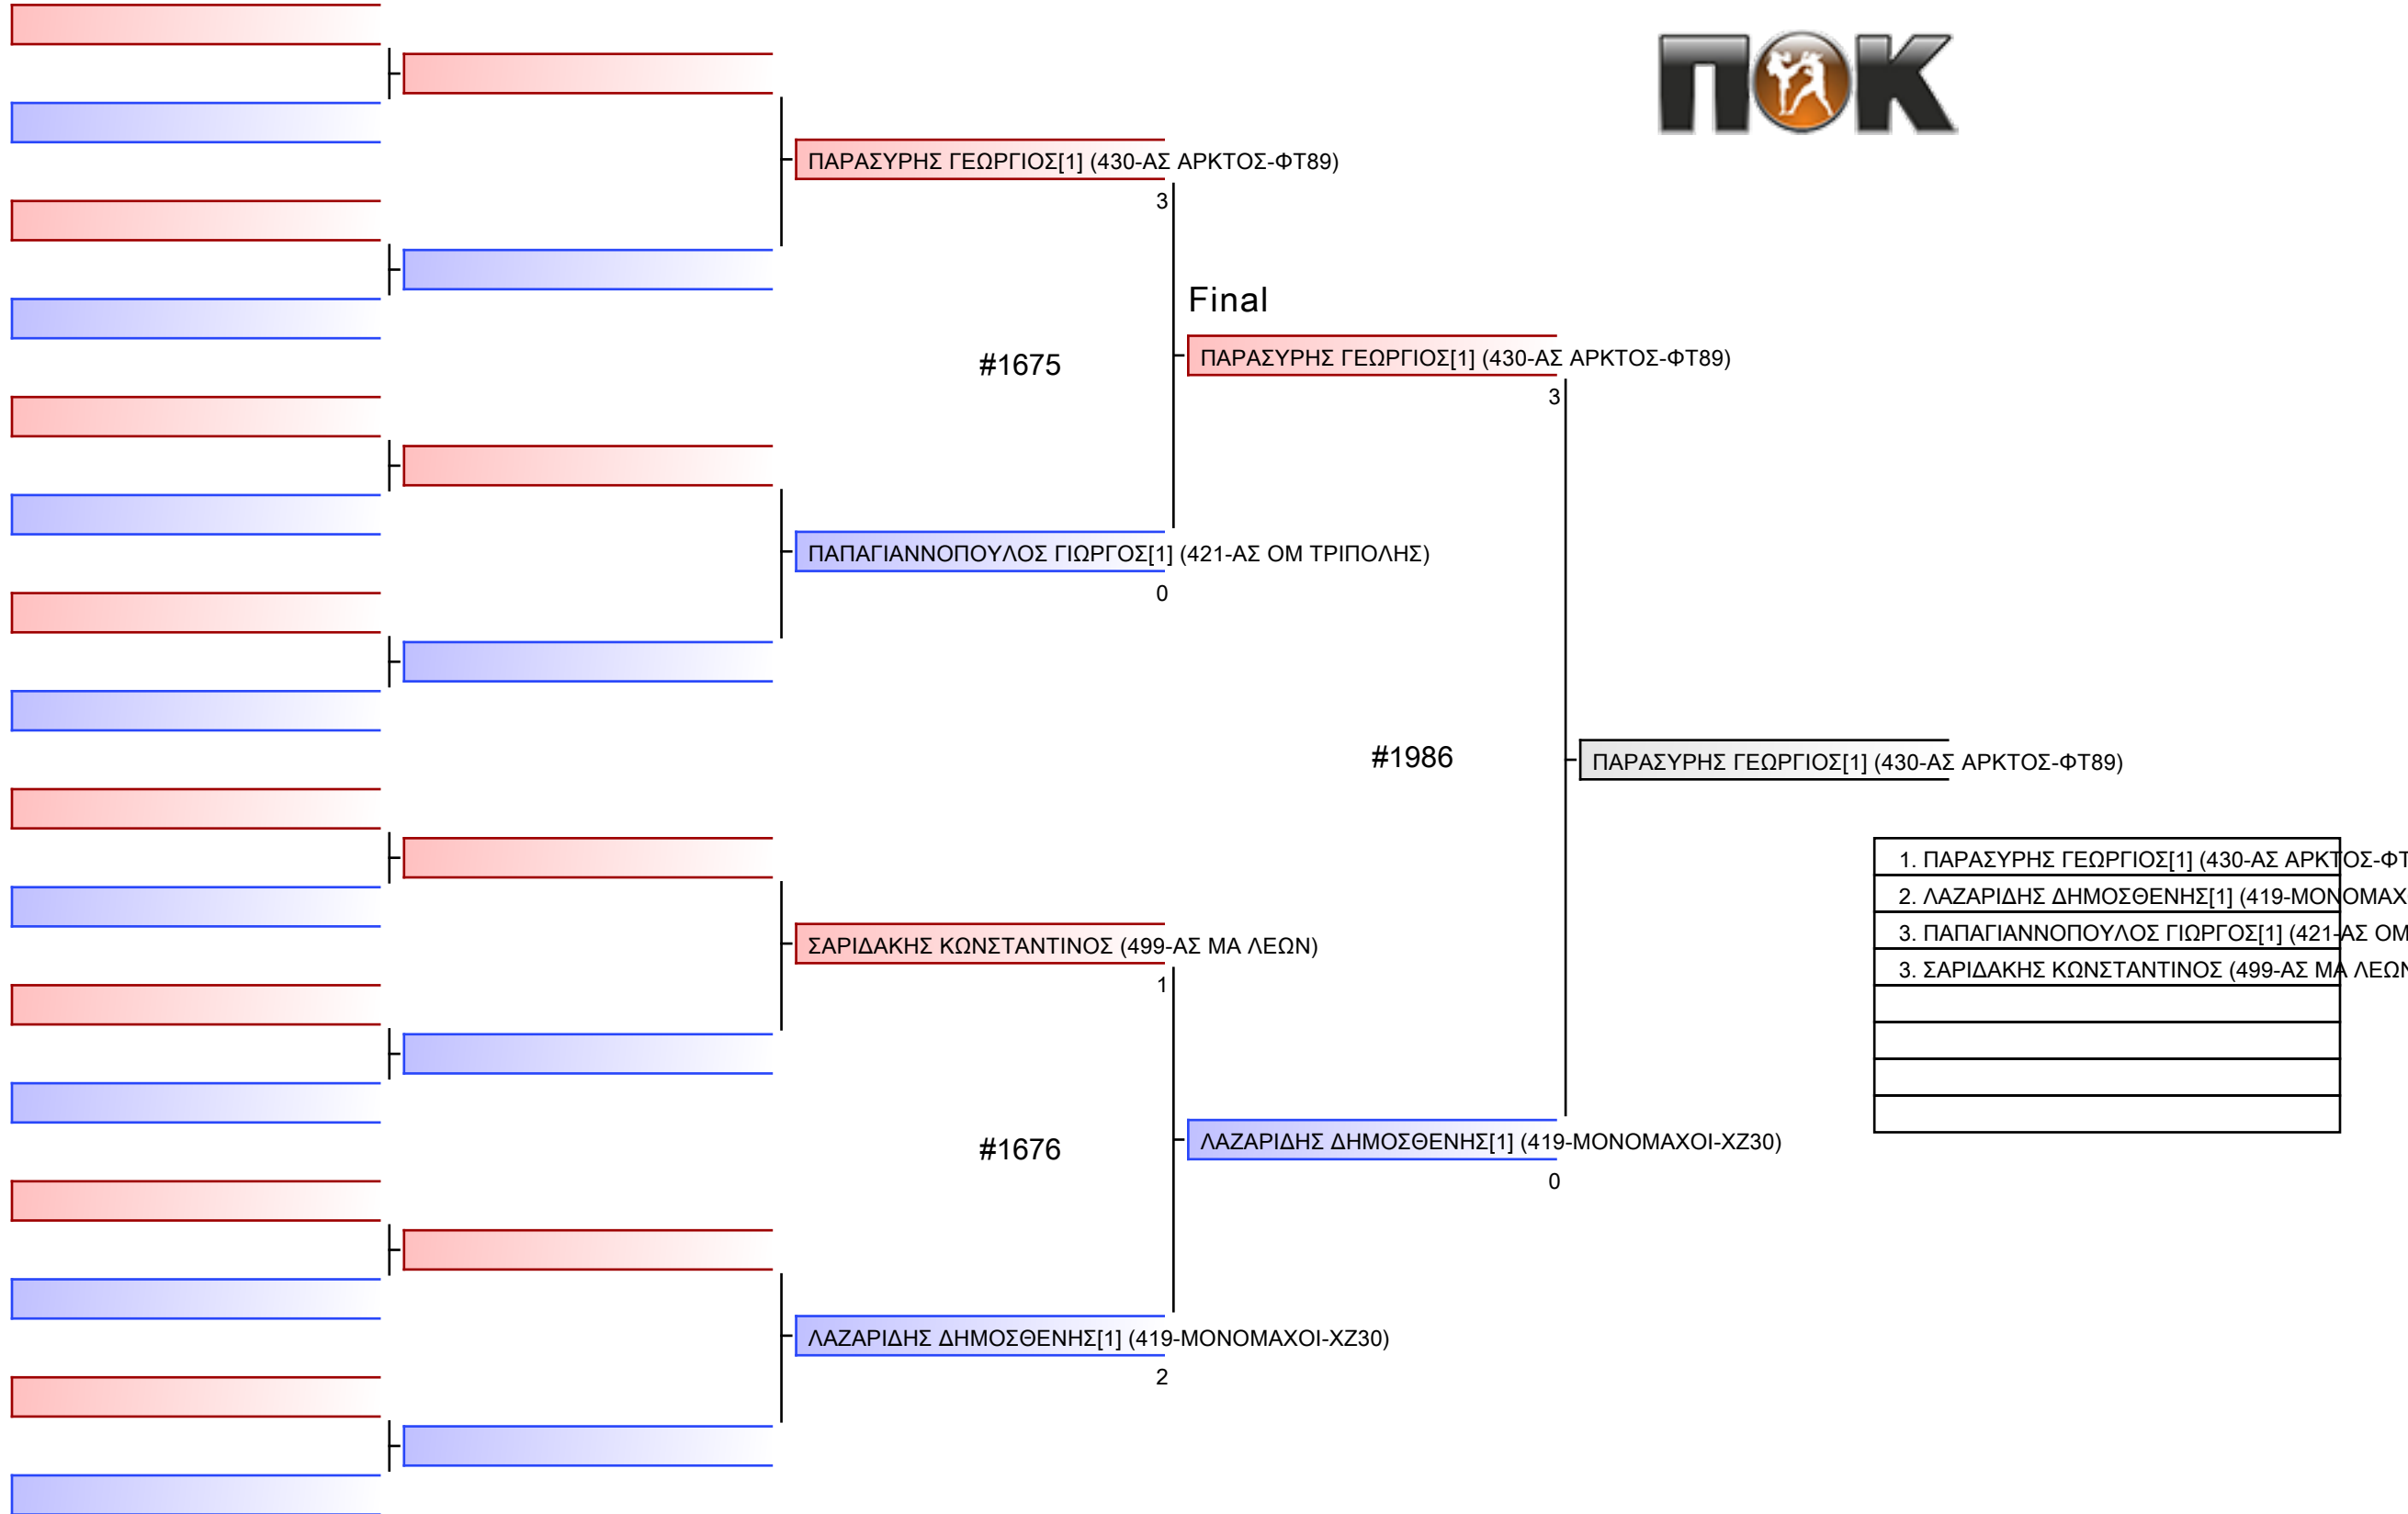 ΠΟΚ
ΠΑΡΑΣΥΡΗΣ ΓΕΩΡΓΙΟΣ[1] (430-ΑΣ ΑΡΚΤΟΣ-ΦΤ89)
3
Final
#1675
ΠΑΡΑΣΥΡΗΣ ΓΕΩΡΓΙΟΣ[1] (430-ΑΣ ΑΡΚΤΟΣ-ΦΤ89)
3
ΠΑΠΑΓΙΑΝΝΟΠΟΥΛΟΣ ΓΙΩΡΓΟΣ[1] (421-ΑΣ ΟΜ ΤΡΙΠΟΛΗΣ)
0
#1986
ΠΑΡΑΣΥΡΗΣ ΓΕΩΡΓΙΟΣ[1] (430-ΑΣ ΑΡΚΤΟΣ-ΦΤ89)
1. ΠΑΡΑΣΥΡΗΣ ΓΕΩΡΓΙΟΣ[1] (430-ΑΣ ΑΡΚΤΟΣ-ΦΤ
2. ΛΑΖΑΡΙΔΗΣ ΔΗΜΟΣΘΕΝΗΣ[1] (419-ΜΟΝΟΜΑΧ
3. ΠΑΠΑΓΙΑΝΝΟΠΟΥΛΟΣ ΓΙΩΡΓΟΣ[1] (421-ΑΣ ΟΜ
3. ΣΑΡΙΔΑΚΗΣ ΚΩΝΣΤΑΝΤΙΝΟΣ (499-ΑΣ ΜΑ ΛΕΩΝ
ΣΑΡΙΔΑΚΗΣ ΚΩΝΣΤΑΝΤΙΝΟΣ (499-ΑΣ ΜΑ ΛΕΩΝ)
1
#1676
ΛΑΖΑΡΙΔΗΣ ΔΗΜΟΣΘΕΝΗΣ[1] (419-ΜΟΝΟΜΑΧΟΙ-ΧΖ30)
0
ΛΑΖΑΡΙΔΗΣ ΔΗΜΟΣΘΕΝΗΣ[1] (419-ΜΟΝΟΜΑΧΟΙ-ΧΖ30)
2